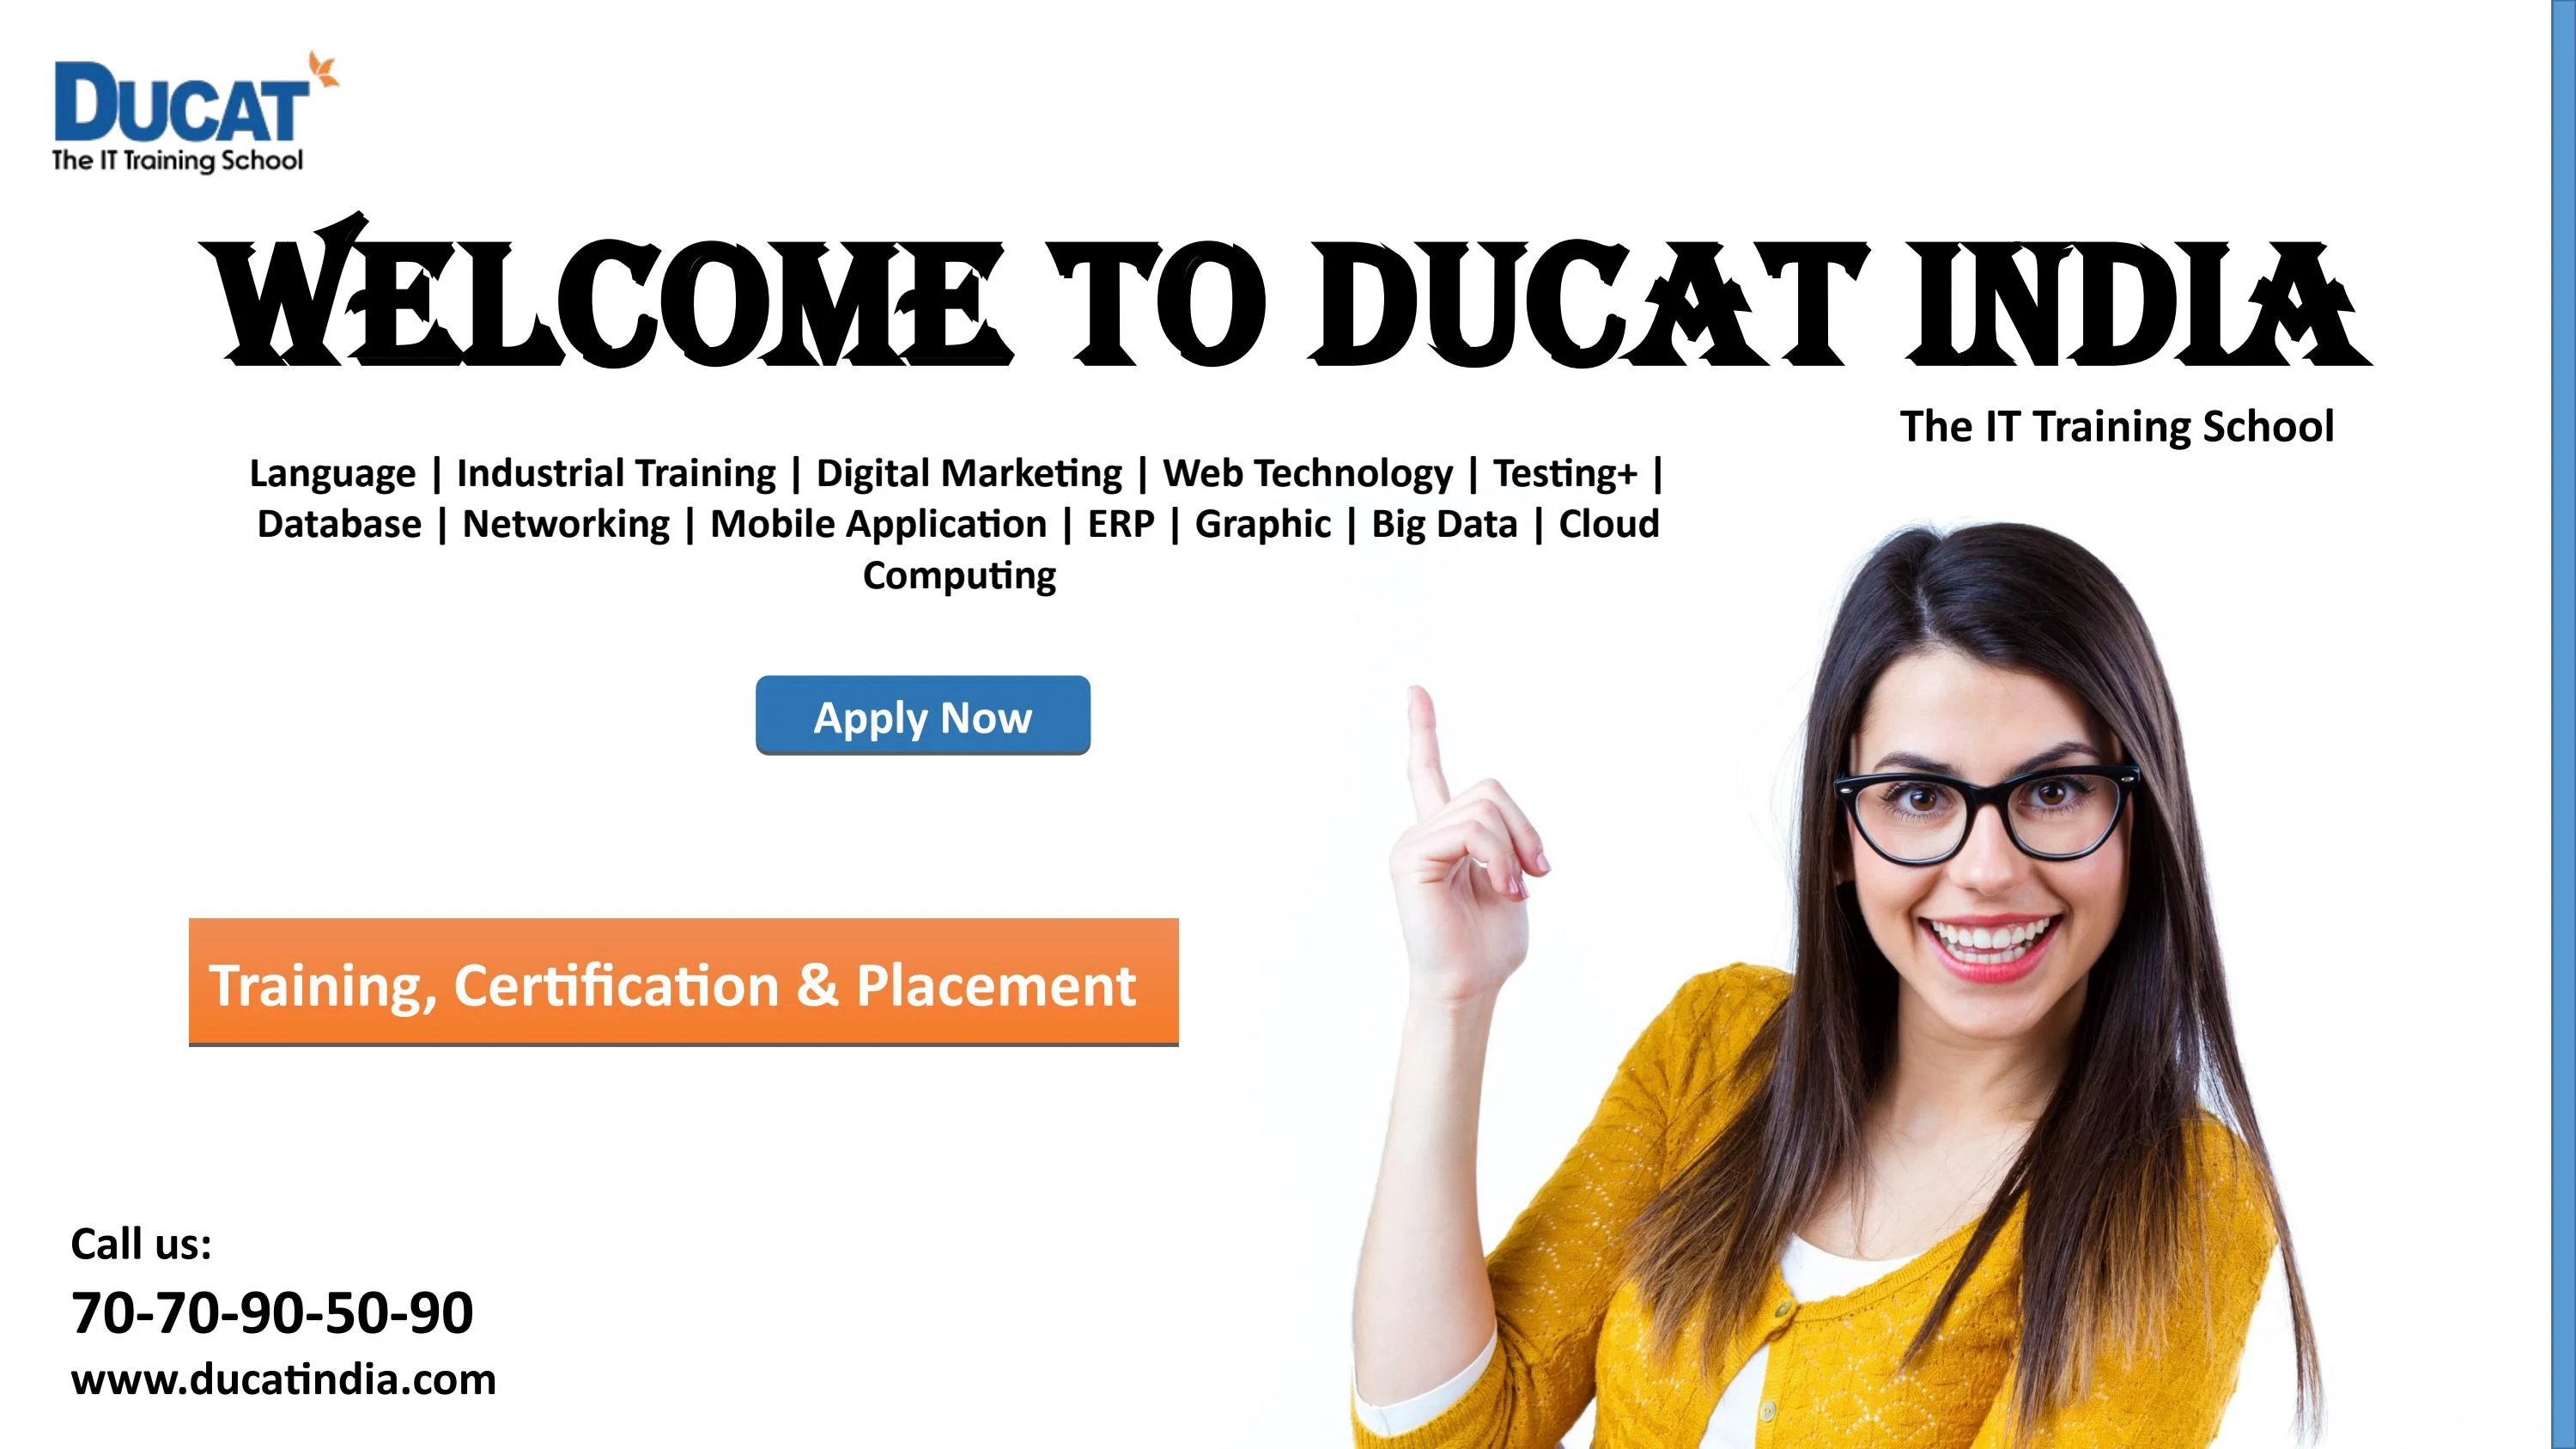 DUCAT
The IT Training School
WELCOME TO DUCAT INDIA
The IT Training School
Language | Industrial Training | Digital Marketing | Web Technology | Testing+ |
Database | Networking | Mobile Application | ERP | Graphic | Big Data | Cloud
Computing
Apply Now
Training, Certification & Placement
Call us:
70-70-90-50-90
www.ducatindia.com